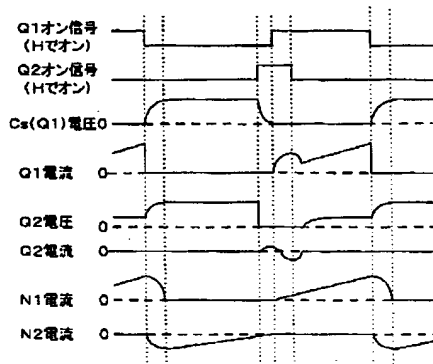 Q1オン信号
(Hでオン)
Q2オン信号
(Hでオン)
Cs(Q1)電圧0
Q1電流 0
Q2電圧 0
Q2電流 0
N1電流 0
N2電流 0